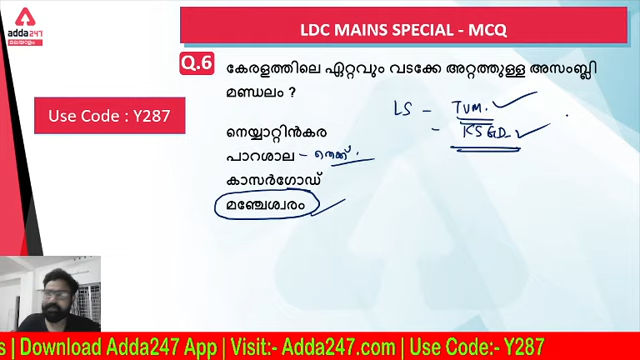 Adda247
മലയാളം
LDC MAINS SPECIAL - MCQ
Q.6
കേരളത്തിലെ ഏറ്റവും വടക്കേ അറ്റത്തുള്ള അസംബ്ലി
മണ്ഡലം ?
Use Code : Y287
LS - TVM.
- KSGD
നെയ്യാറ്റിൻകര
പാറശാല - തെക്ക്.
കാസർഗോഡ്
മഞ്ചേശ്വരം
s | Download Adda247 App | Visit:- Adda247.com | Use Code:- Y287